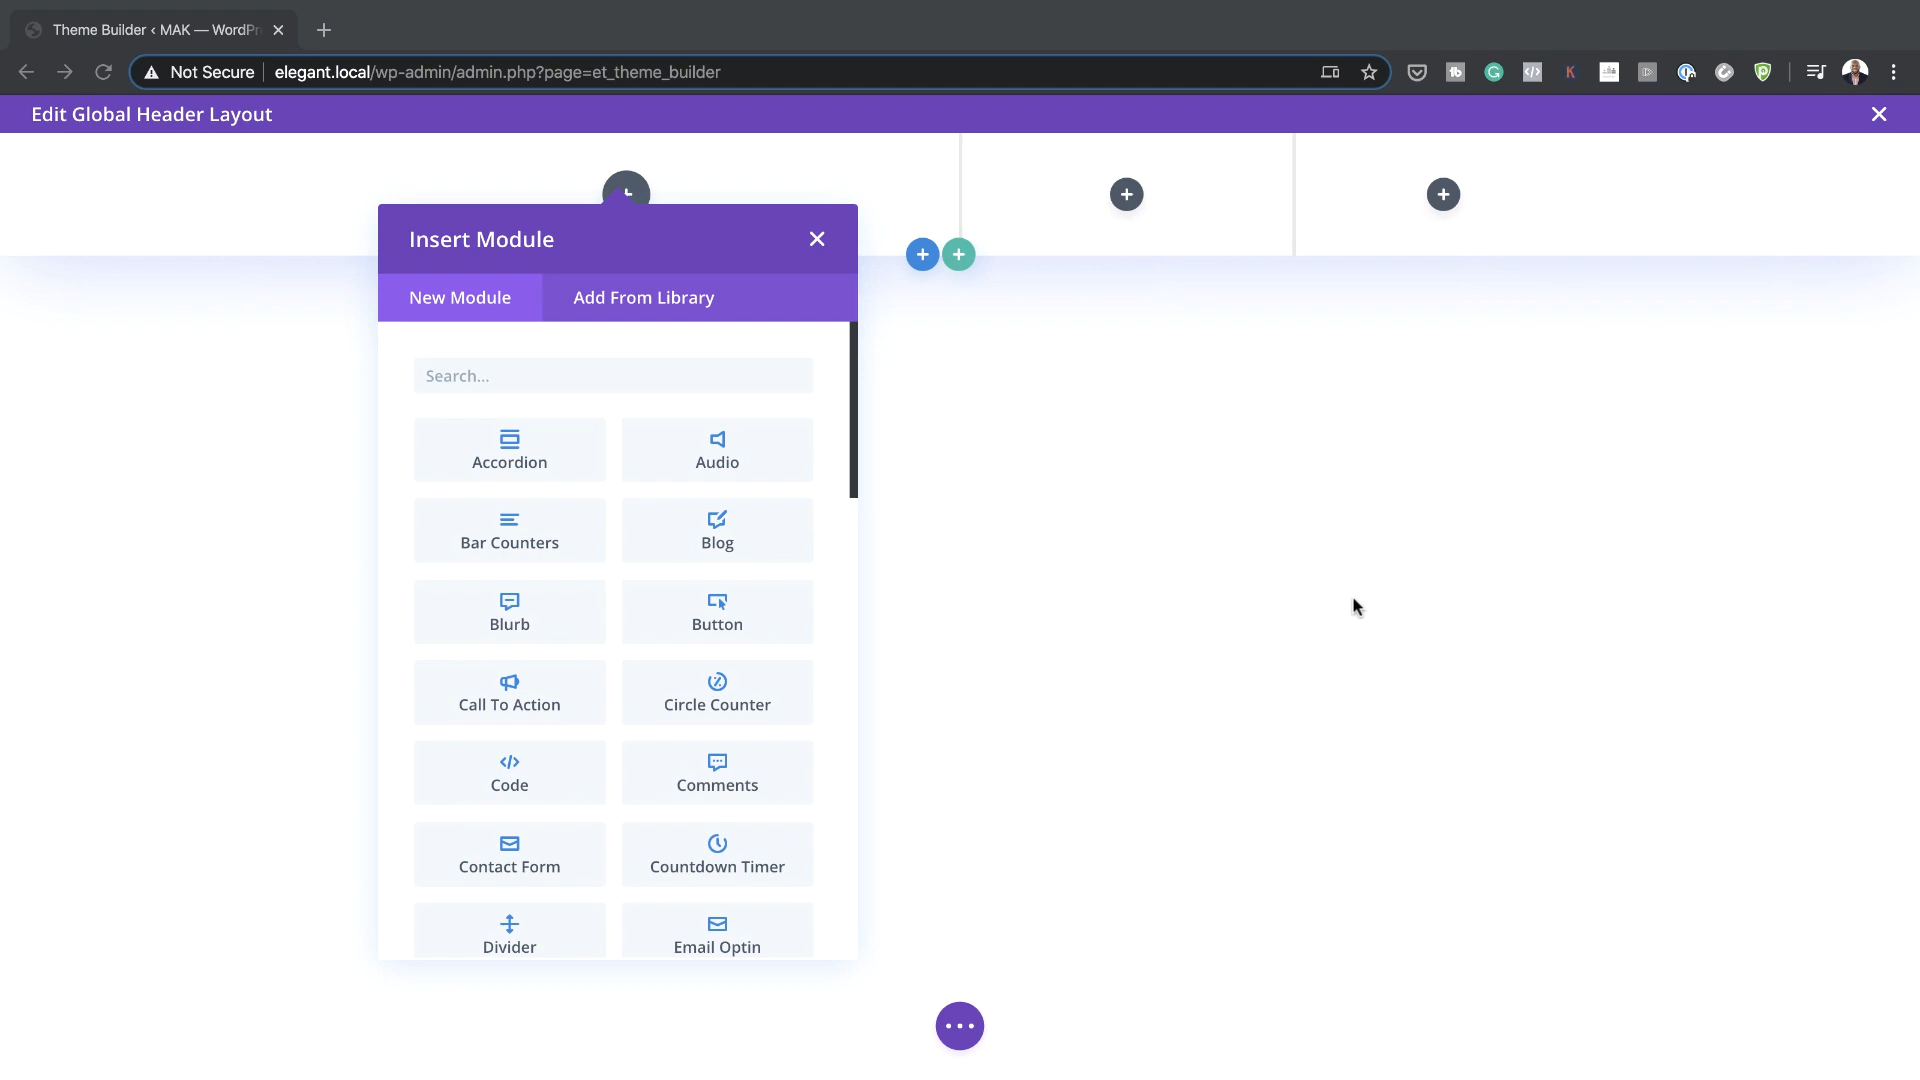 Theme Builder ‹ MAK — WordPr
Not Secure
elegant.local/wp-admin/admin.php?page=et_theme_builder
Edit Global Header Layout
Insert Module
New Module
Add From Library
Search...
Accordion
Audio
Bar Counters
Blog
Blurb
Button
Call To Action
Circle Counter
Code
Comments
Contact Form
Countdown Timer
Divider
Email Optin